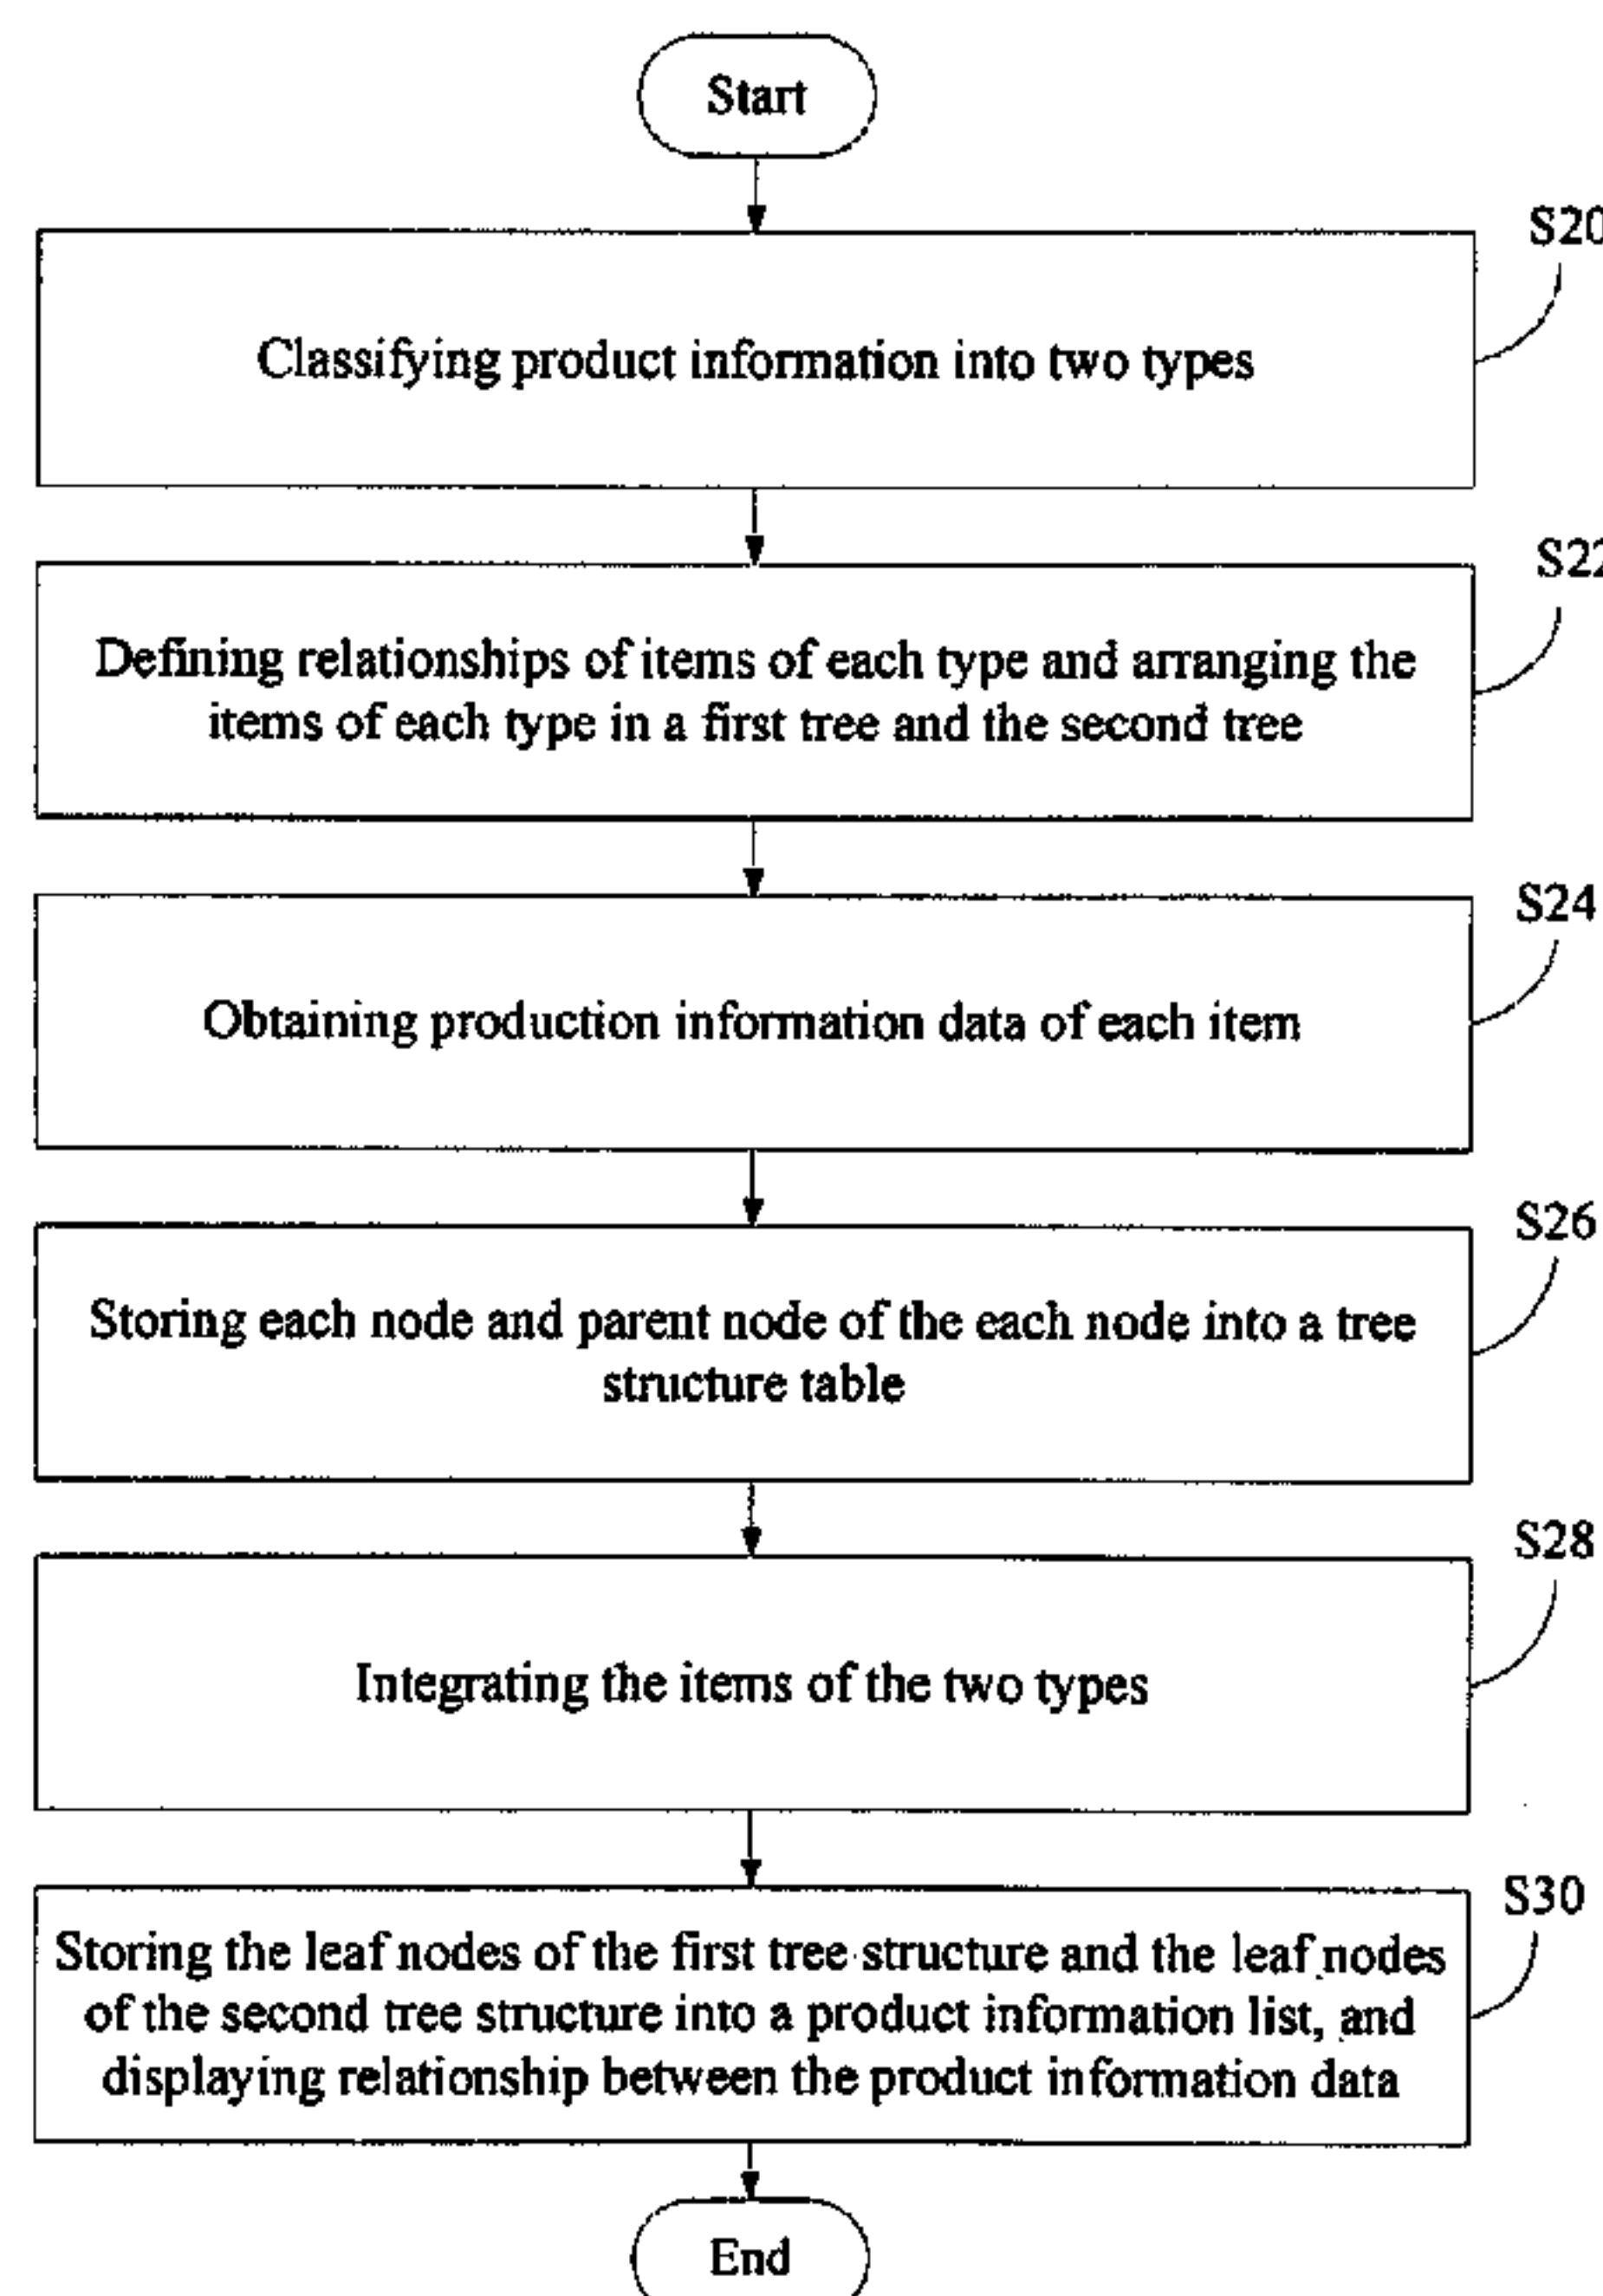 Start
S20
Classifying product information into two types
S22
Defining relationships of items of each type and arranging the
items of each type in a first tree and the second tree
S24
Obtaining production information data of each item
S26
Storing each node and parent node of the each node into a tree
structure table
S28
Integrating the items of the two types
S30
Storing the leaf nodes of the first tree structure and the leaf nodes
of the second tree structure into a product information list, and
displaying relationship between the product information data
End